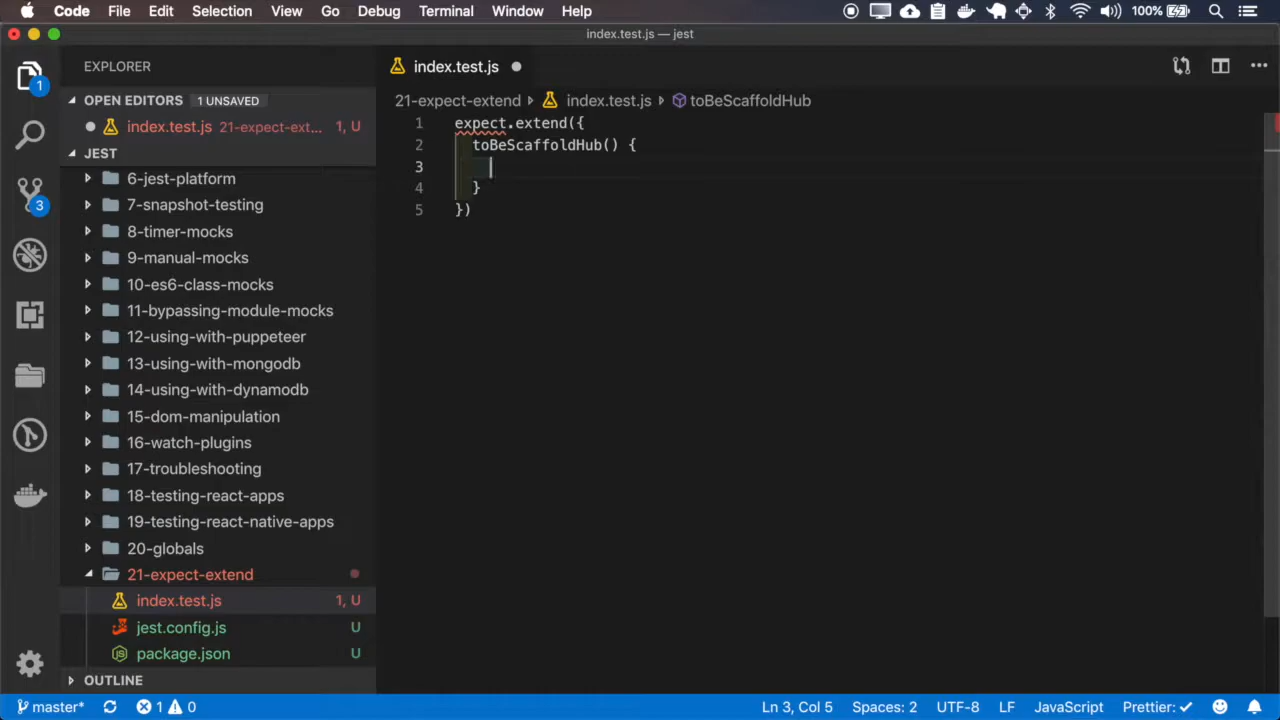 Code File Edit Selection View Go Debug Terminal Window Help 100%
index.test.js — jest
EXPLORER
index.test.js
1
OPEN EDITORS 1 UNSAVED
21-expect-extend index.test.js toBeScaffoldHub
index.test.js 21-expect-ext... 1, U
1 expect.extend({
JEST
2 toBeScaffoldHub() {
6-jest-platform
3
7-snapshot-testing
3
4 }
8-timer-mocks
5 })
9-manual-mocks
10-es6-class-mocks
11-bypassing-module-mocks
12-using-with-puppeteer
13-using-with-mongodb
14-using-with-dynamodb
15-dom-manipulation
16-watch-plugins
17-troubleshooting
18-testing-react-apps
19-testing-react-native-apps
20-globals
21-expect-extend
index.test.js 1, U
jest.config.js U
package.json U
OUTLINE
master* 1 0 Ln 3, Col 5 Spaces: 2 UTF-8 LF JavaScript Prettier: ✓